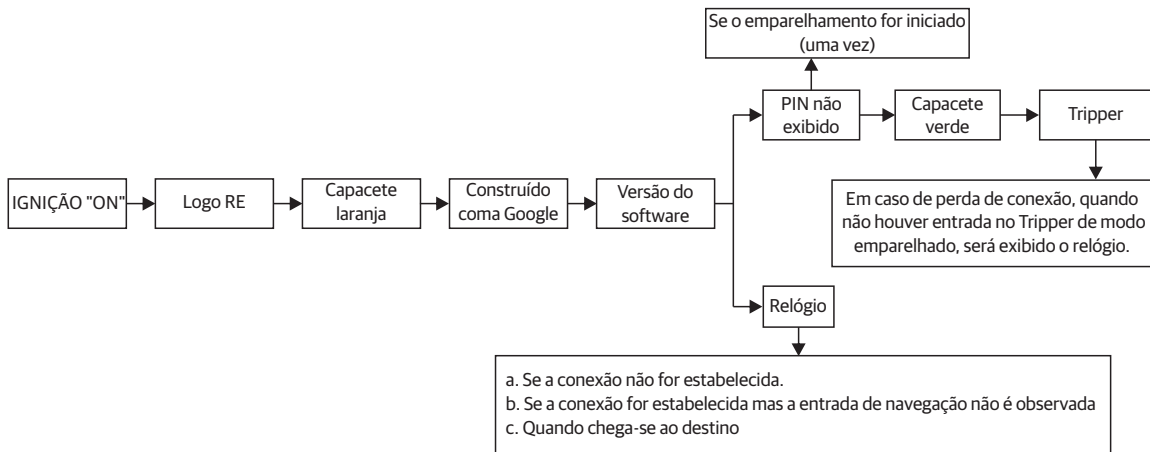 Se o emparelhamento for iniciado
(uma vez)
PIN não
exibido
Capacete
verde
Tripper
IGNIÇÃO "ON"
Logo RE
Capacete
laranja
Construído
coma Google
Versão do
software
Em caso de perda de conexão, quando
não houver entrada no Tripper de modo
emparelhado, será exibido o relógio.
Relógio
a. Se a conexão não for estabelecida.
b. Se a conexão for estabelecida mas a entrada de navegação não é observada
c. Quando chega-se ao destino